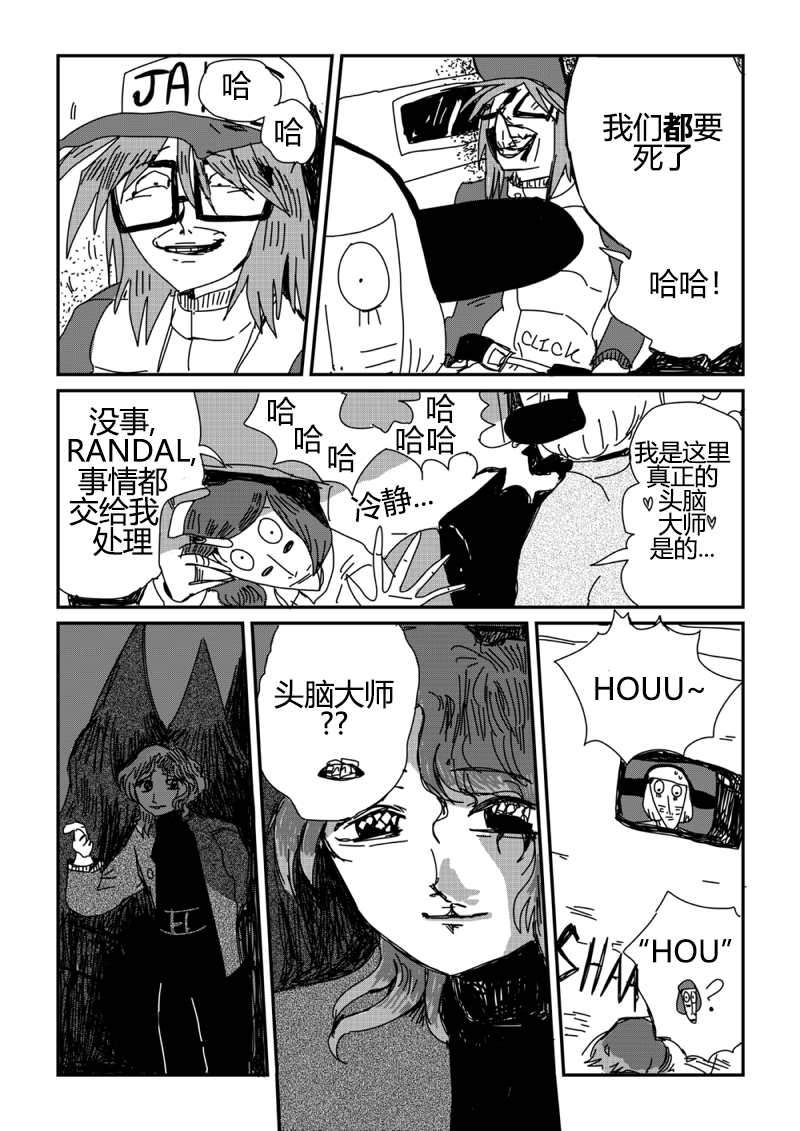 JA
哈
哈
我们都要
死了
哈哈!
CLICK
没事,
RANDAL,
事情都
交给我
处理
哈
哈
哈
哈
哈哈
冷静...
我是这里
真正的
头脑
大师
是的...
头脑大师
??
HOUU~
SHAA
“HOU”
?